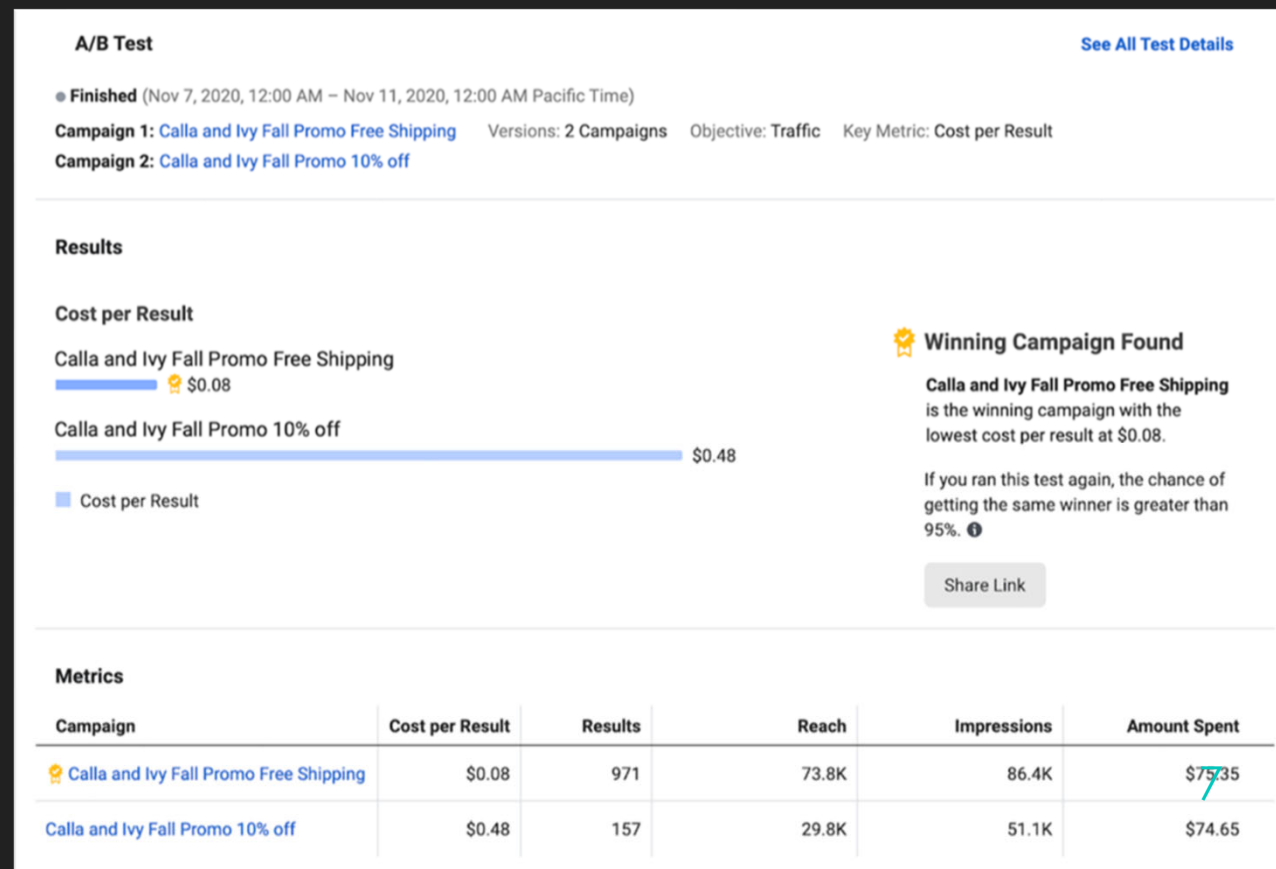 A/B Test
See All Test Details
Finished (Nov 7, 2020, 12:00 AM – Nov 11, 2020, 12:00 AM Pacific Time)
Campaign 1: Calla and Ivy Fall Promo Free Shipping Versions: 2 Campaigns Objective: Traffic Key Metric: Cost per Result
Campaign 2: Calla and Ivy Fall Promo 10% off
Results
Cost per Result
Calla and Ivy Fall Promo Free Shipping
$0.08
Calla and Ivy Fall Promo 10% off
$0.48
Cost per Result
Winning Campaign Found
Calla and Ivy Fall Promo Free Shipping
is the winning campaign with the
lowest cost per result at $0.08.
If you ran this test again, the chance of
getting the same winner is greater than
95%.
Share Link
Metrics
Campaign Cost per Result Results Reach Impressions Amount Spent
Calla and Ivy Fall Promo Free Shipping $0.08 971 73.8K 86.4K $75.35
7
Calla and Ivy Fall Promo 10% off $0.48 157 29.8K 51.1K $74.65